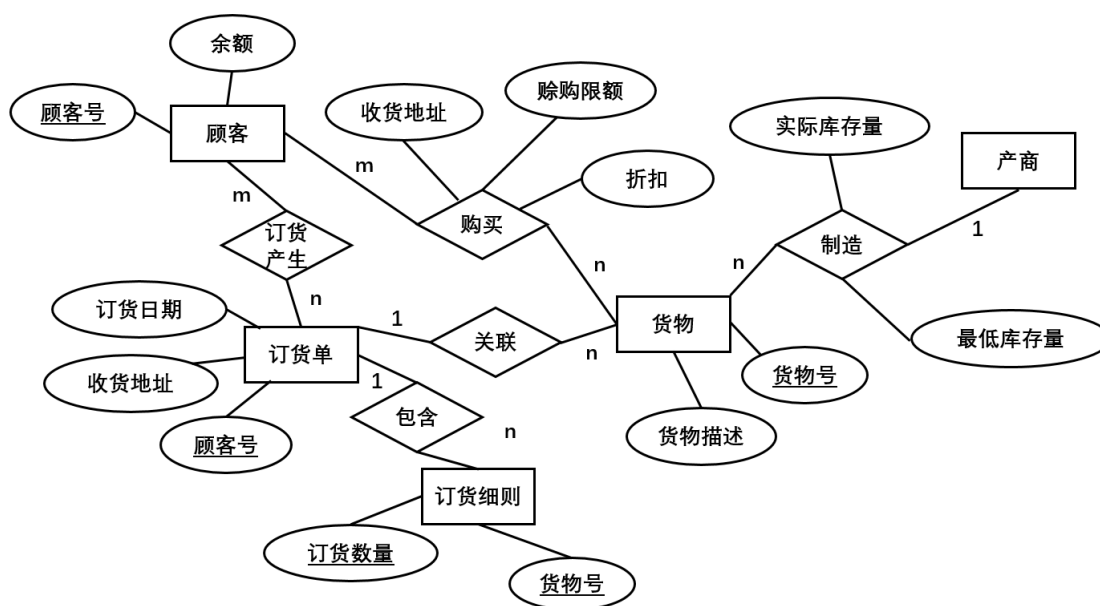 余额
顾客号
顾客
收货地址
赊购限额
实际库存量
产商
m
折扣
m
购买
订货
产生
制造
1
n
n
n
订货日期
1
关联
货物
订货单
n
最低库存量
收货地址
1
货物号
包含
n
货物描述
顾客号
订货细则
订货数量
货物号